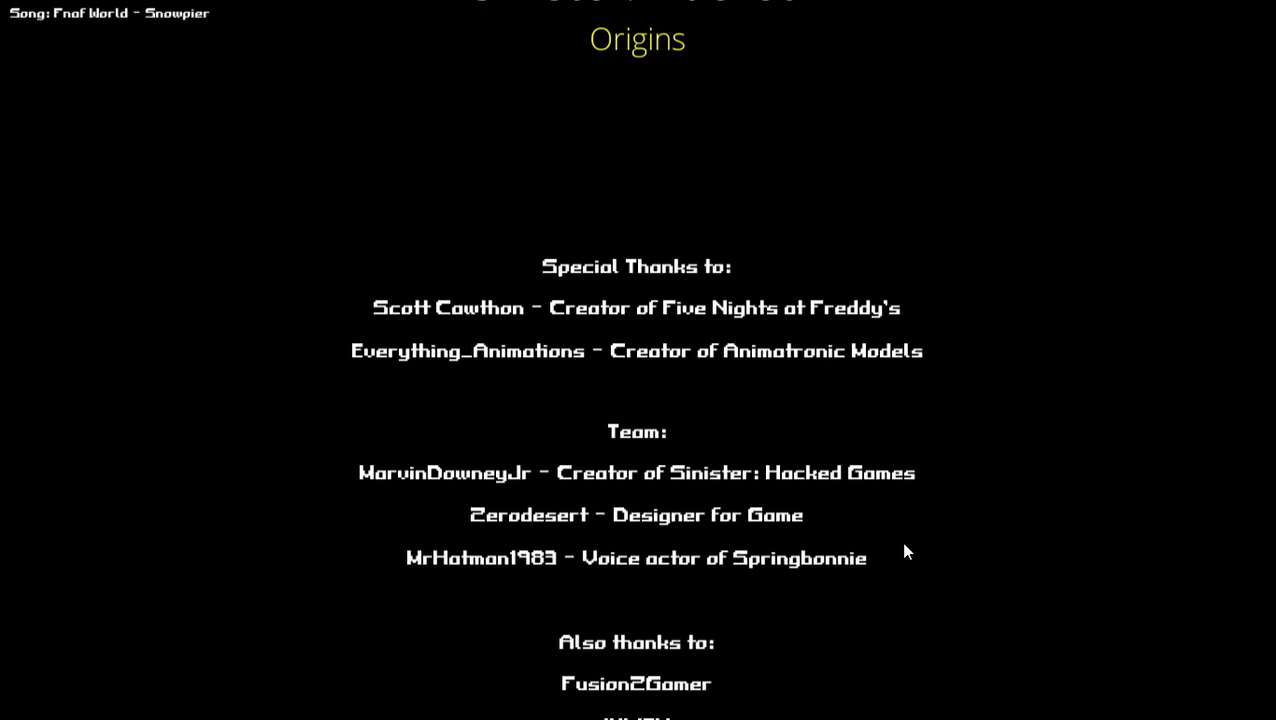 Song: Fnaf World - Snowpier
Origins
Special Thanks to:
Scott Cawthon - Creator of Five Nights at Freddy's
Everything_Animations - Creator of Animatronic Models
Team:
MarvinDowneyJr - Creator of Sinister: Hacked Games
Zerodesert - Designer for Game
MrHatman1983 - Voice actor of Springbonnie
Also thanks to:
Fusion2Gamer